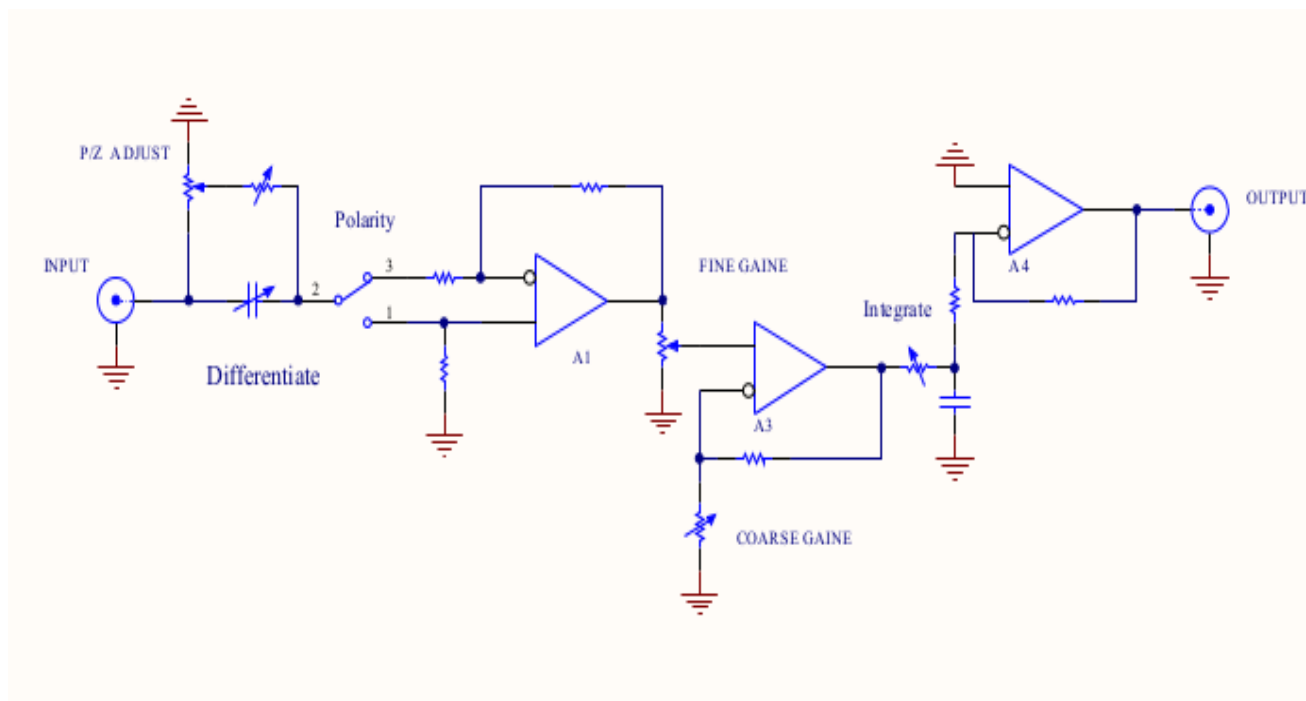 P/Z ADJUST
INPUT
Differentiate
Polarity
2
3
1
A1
FINE GAINE
A3
COARSE GAINE
Integrate
A4
OUTPUT